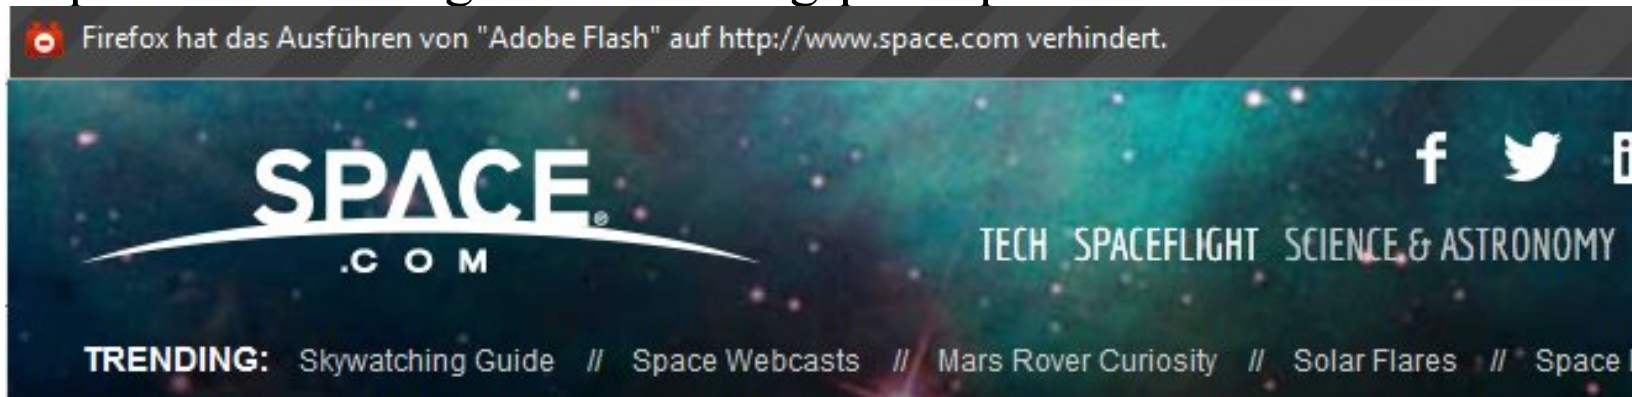 Firefox hat das Ausführen von "Adobe Flash" auf http://www.space.com verhindert.
SPACE®
.COM
TECH SPACEFLIGHT SCIENCE & ASTRONOMY
TRENDING: Skywatching Guide // Space Webcasts // Mars Rover Curiosity // Solar Flares // Space